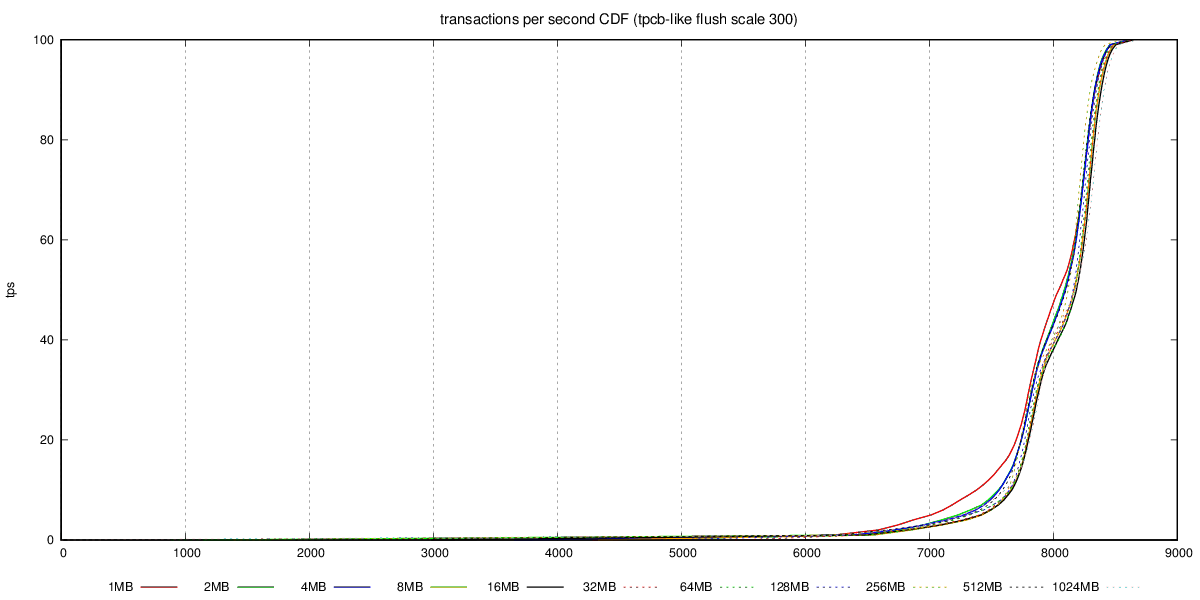 transactions per second CDF (tpcb-like flush scale 300)
100
80
60
tps
40
20
0
0 1000 2000 3000 4000 5000 6000 7000 8000 9000
1MB 2MB 4MB 8MB 16MB 32MB 64MB 128MB 256MB 512MB 1024MB